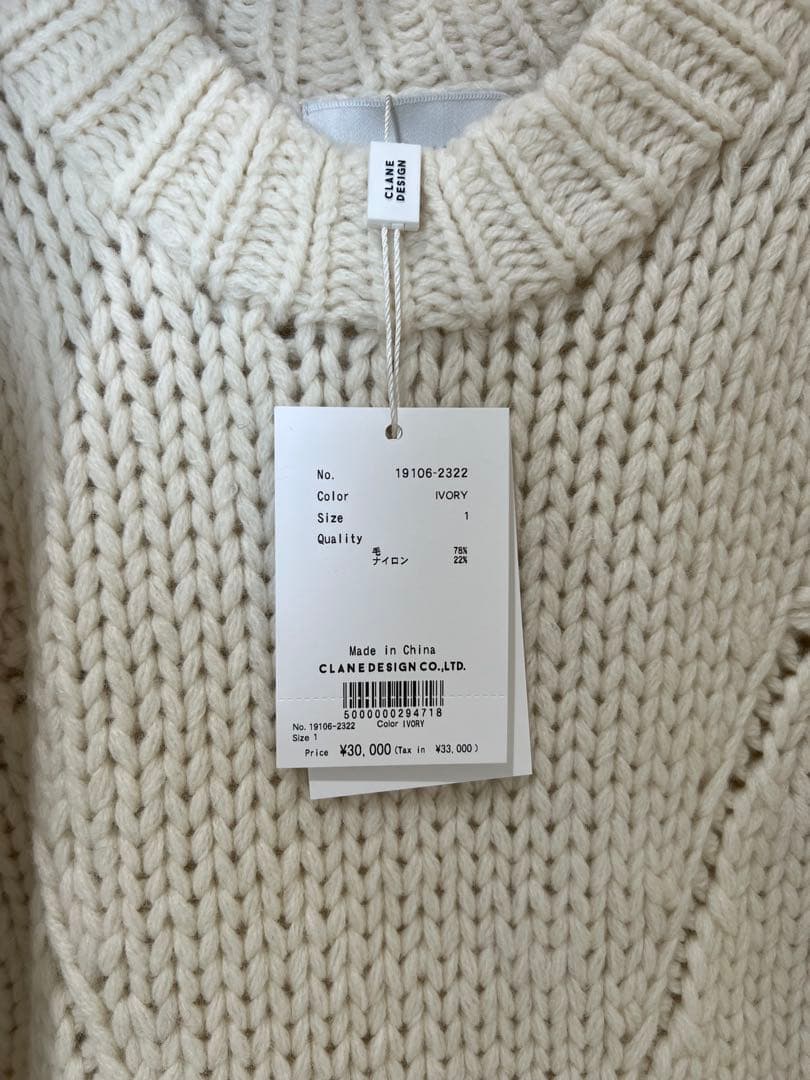 CLANE
DESIGN
No. 19106-2322
Color IVORY
Size 1
Quality
毛 78%
ナイロン 22%
Made in China
CLANEDESIGN CO.,LTD.
5000000294718
No. 19106-2322 Color IVORY
Size 1
Price ¥30,000 (Tax in ¥33,000)